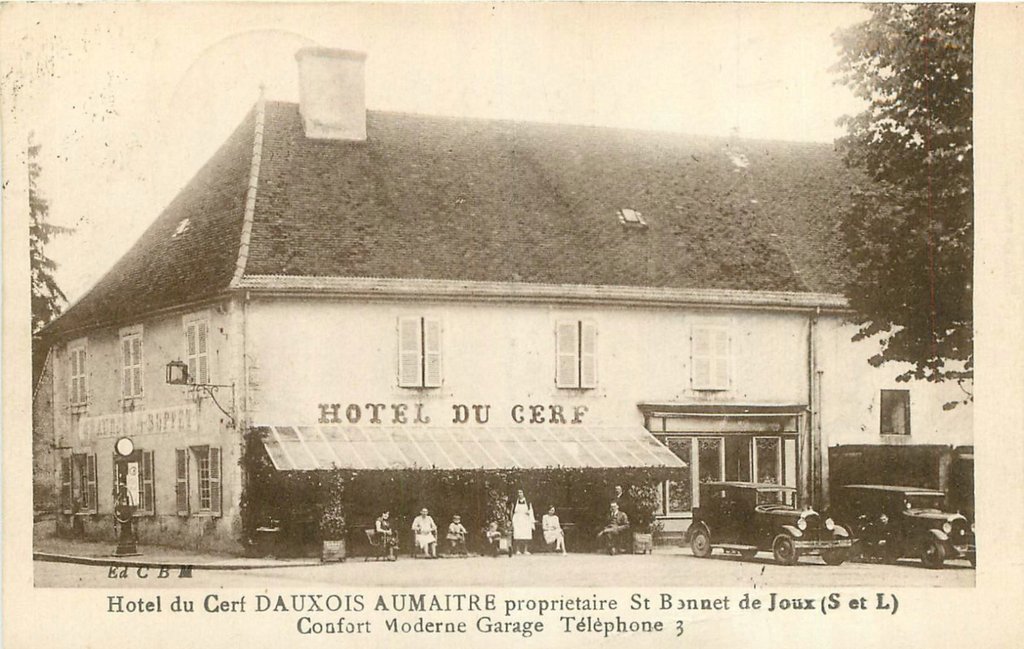 HOTEL DU CERF
Ed C B M
Hotel du Cerf DAUXOIS AUMAITRE proprietaire St Bonnet de Joux (S et L)
Confort Moderne Garage Télèphone 3